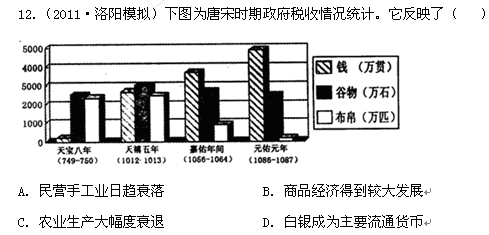 12.（2011·洛阳模拟）下图为唐宋时期政府税收情况统计。它反映了（　）
5000
4000
3000
2000
1000
0
钱（万贯）
谷物（万石）
布帛（万匹）
天宝八年 天禧五年 嘉佑年间 元佑元年
(749-750) (1012-1013) (1056-1064) (1086-1087)
A. 民营手工业日趋衰落 B. 商品经济得到较大发展
C. 农业生产大幅度衰退 D. 白银成为主要流通货币